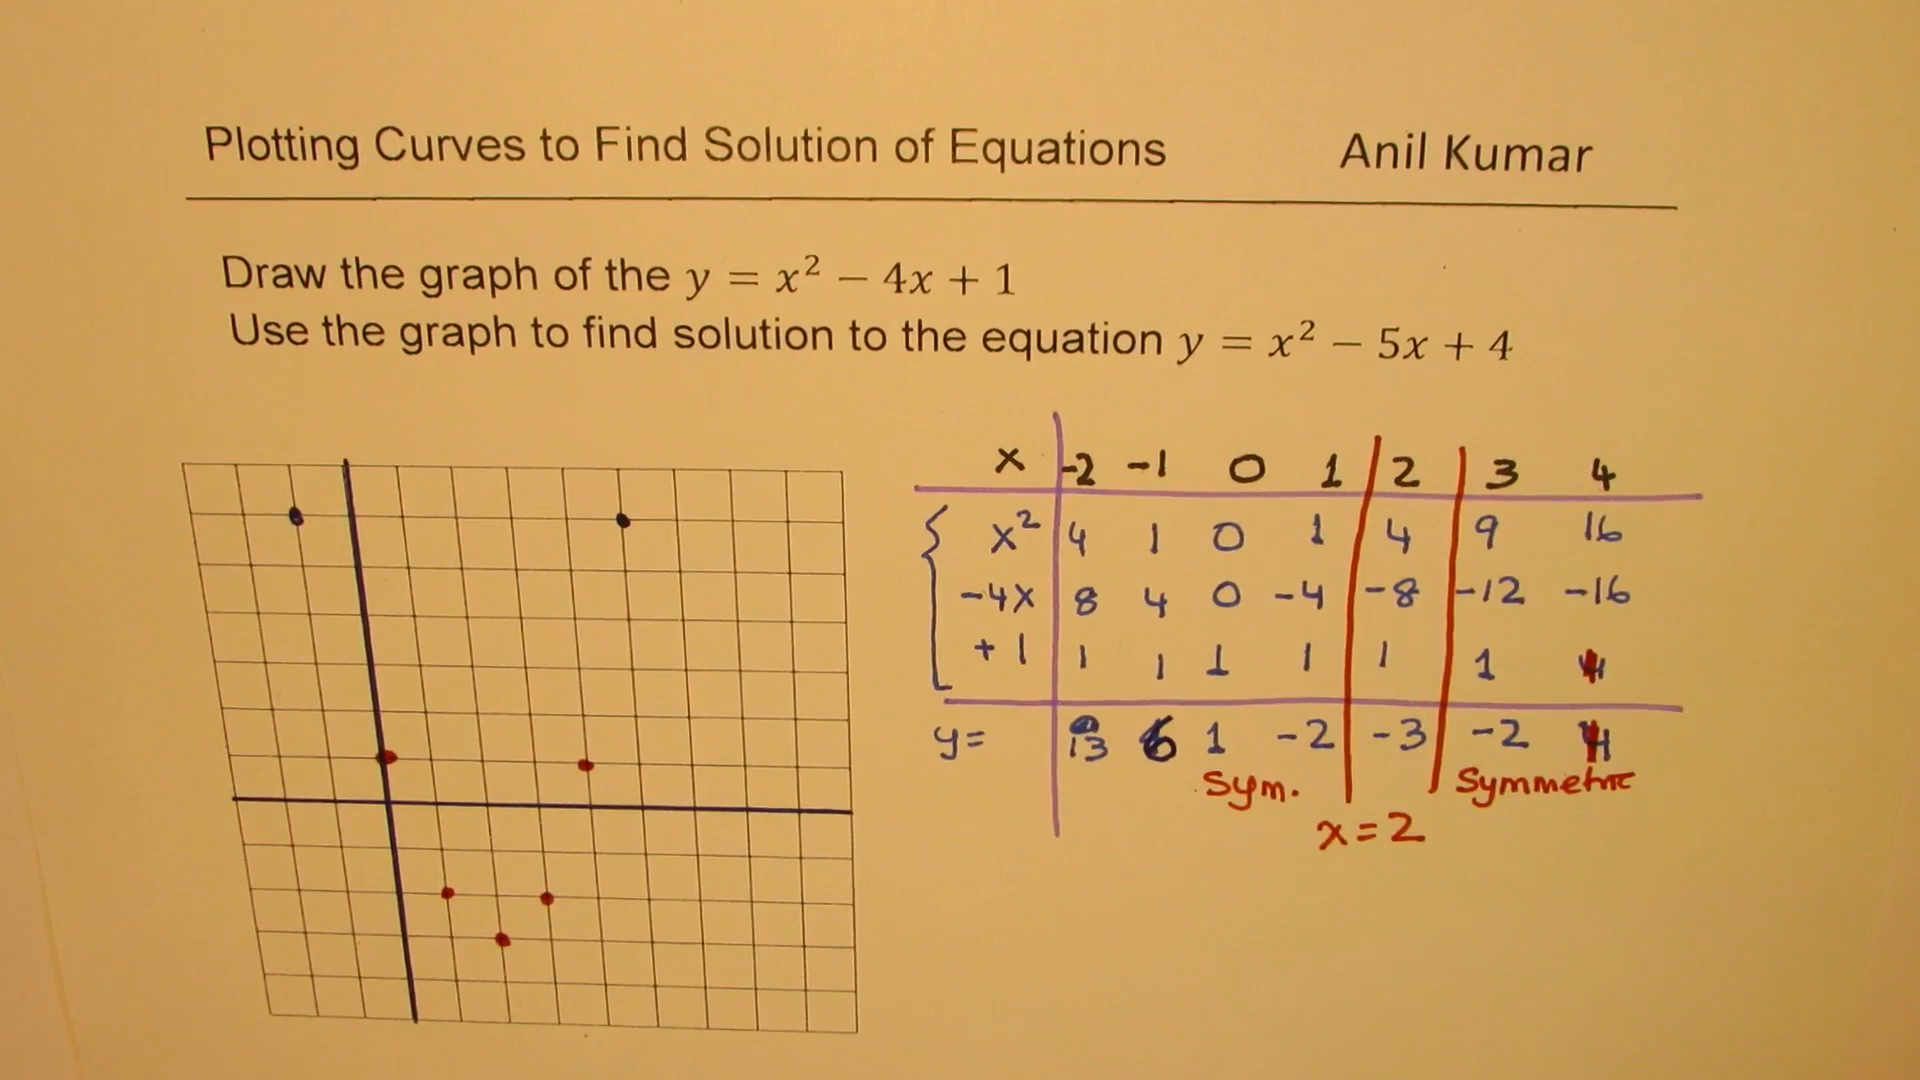 Plotting Curves to Find Solution of Equations Anil Kumar
Draw the graph of the y = x² − 4x + 1
Use the graph to find solution to the equation y = x² − 5x + 4
x -2 -1 0 1 2 3 4
x² 4 1 0 1 4 9 16
-4x 8 4 0 -4 -8 -12 -16
+1 1 1 1 1 1 1
y= 13 6 1 -2 -3 -2
Sym. Symmetric
x=2